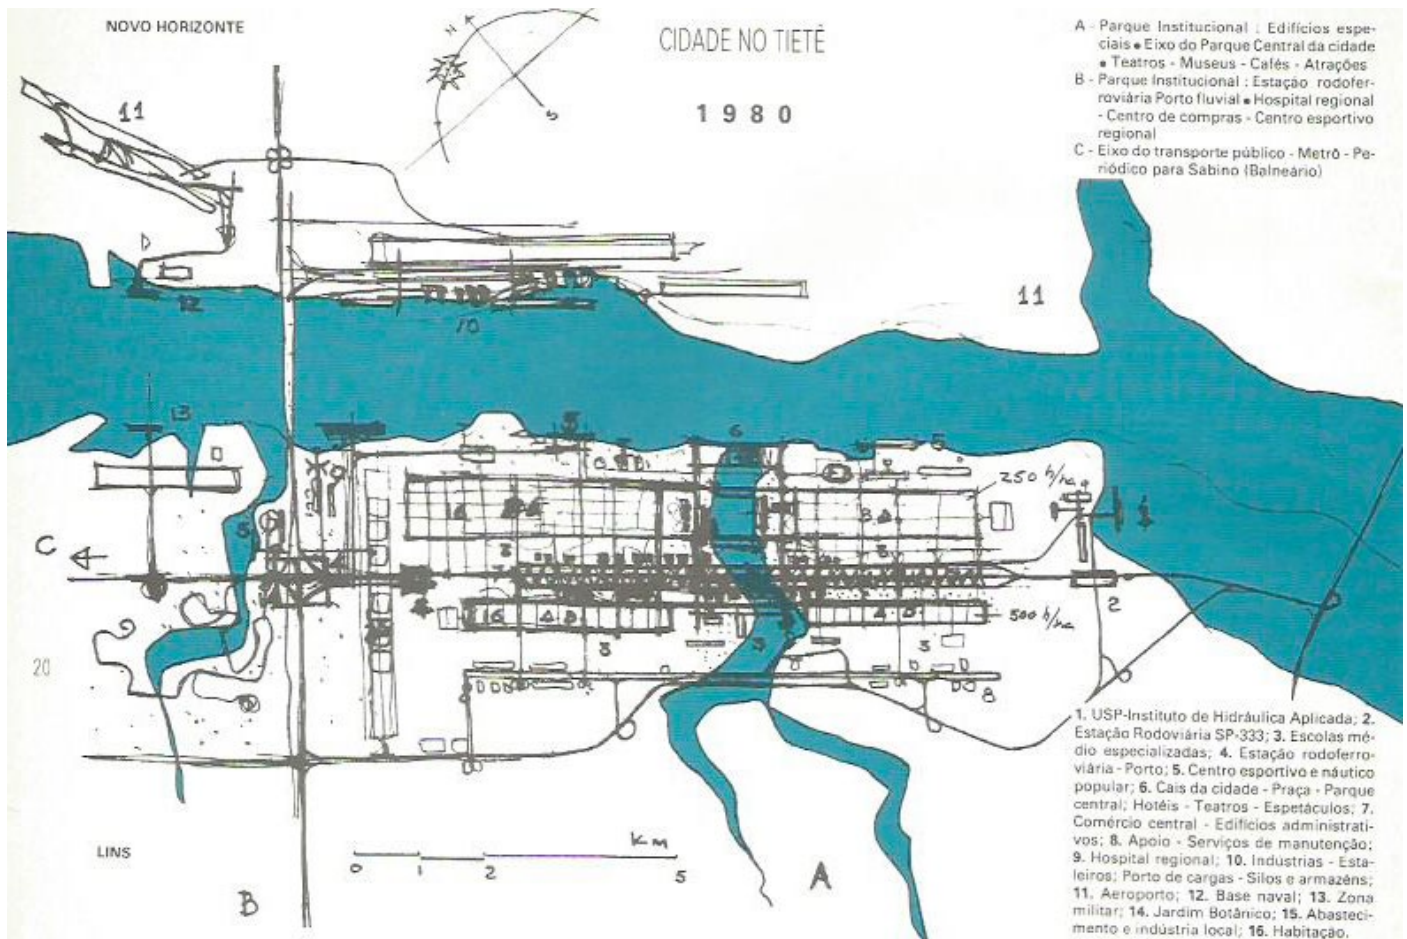 NOVO HORIZONTE
CIDADE NO TIETÊ
1980
N
S
A - Parque Institucional : Edifícios espe-
ciais • Eixo do Parque Central da cidade
• Teatros - Museus - Cafés - Atrações
B - Parque Institucional : Estação rodofer-
roviária Porto fluvial • Hospital regional
- Centro de compras - Centro esportivo
regional
C - Eixo do transporte público - Metrô - Pe-
riódico para Sabino (Balneário)
11
12
10
11
13
6
5
250 h/ha
C
2
500 h/ha
16
4
3
3
8
20
1. USP-Instituto de Hidráulica Aplicada; 2.
Estação Rodoviária SP-333; 3. Escolas mé-
dio especializadas; 4. Estação rodoferro-
viária - Porto; 5. Centro esportivo e náutico
popular; 6. Cais da cidade - Praça - Parque
central; Hotéis - Teatros - Espetáculos; 7.
Comércio central - Edifícios administrati-
vos; 8. Apoio - Serviços de manutenção;
9. Hospital regional; 10. Indústrias - Esta-
leiros; Porto de cargas - Silos e armazéns;
11. Aeroporto; 12. Base naval; 13. Zona
militar; 14. Jardim Botânico; 15. Abasteci-
mento e indústria local; 16. Habitação.
LINS
Km
0 1 2 5
B
A